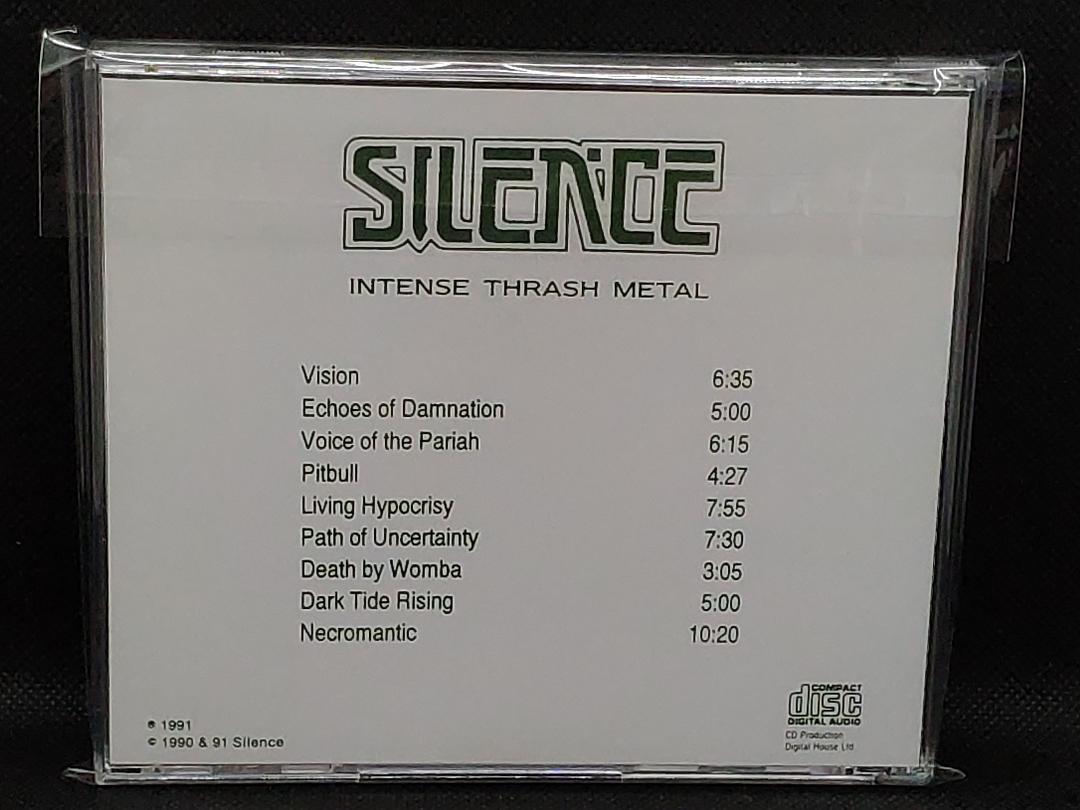 SILENCE
INTENSE THRASH METAL
Vision 6:35
Echoes of Damnation 5:00
Voice of the Pariah 6:15
Pitbull 4:27
Living Hypocrisy 7:55
Path of Uncertainty 7:30
Death by Womba 3:05
Dark Tide Rising 5:00
Necromantic 10:20
℗ 1991
© 1990 & 91 Silence
COMPACT
disc
DIGITAL AUDIO
CD Production
Digital House Ltd